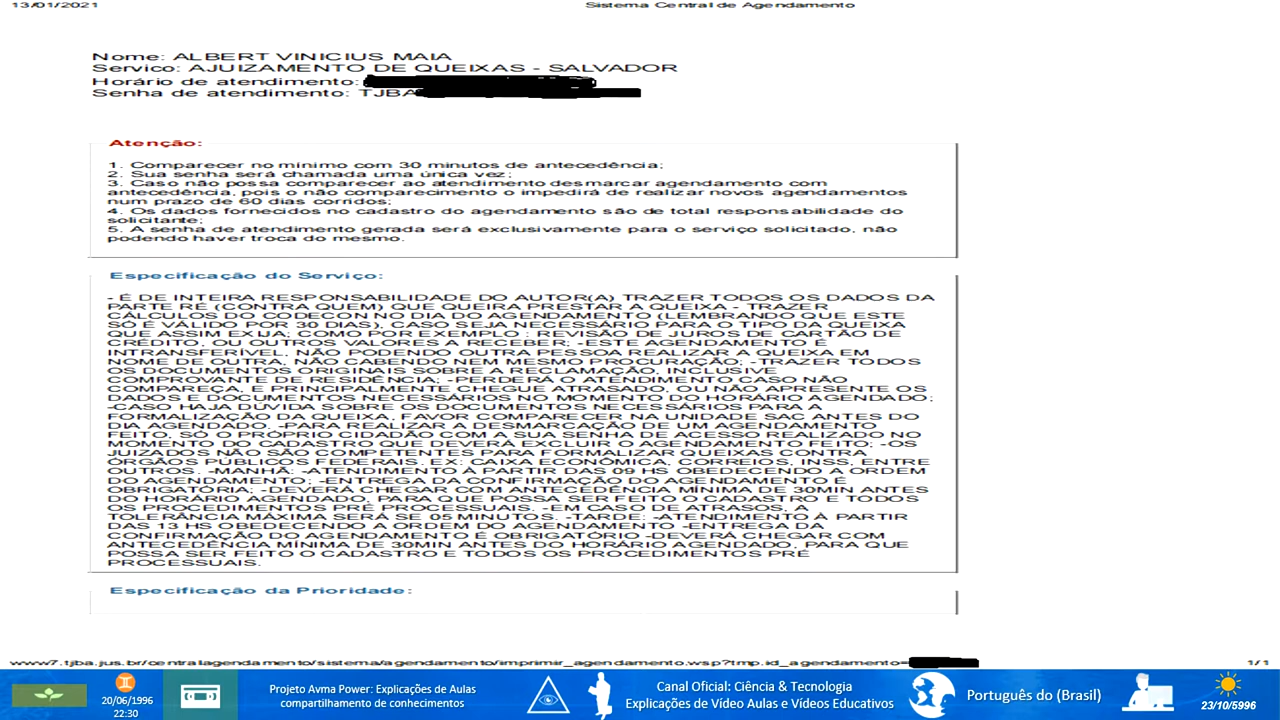 13/01/2021
Sistema Central de Agendamento
Nome: ALBERT VINICIUS MAIA
Servico: AJUIZAMENTO DE QUEIXAS - SALVADOR
Horário de atendimento:
Senha de atendimento: TJBA
Atenção:
1. Comparecer no mínimo com 30 minutos de antecedência;
2. Sua senha será chamada uma única vez;
3. Caso não possa comparecer ao atendimento desmarcar agendamento com
antecedência, pois o não comparecimento o impedirá de realizar novos agendamentos
num prazo de 60 dias corridos;
4. Os dados fornecidos no cadastro do agendamento são de total responsabilidade do
solicitante;
5. A senha de atendimento gerada será exclusivamente para o serviço solicitado, não
podendo haver troca do mesmo.
Especificação do Serviço:
- É DE INTEIRA RESPONSABILIDADE DO AUTOR(A) TRAZER TODOS OS DADOS DA
PARTE RÉ (CONTRA QUEM) QUE QUEIRA PRESTAR A QUEIXA - TRAZER
CÁLCULOS DO CODECON NO DIA DO AGENDAMENTO (LEMBRANDO QUE ESTE
SÓ É VÁLIDO POR 30 DIAS), CASO SEJA NECESSÁRIO PARA O TIPO DA QUEIXA
QUE ASSIM EXIJA, COMO POR EXEMPLO : REVISÃO DE JUROS DE CARTÃO DE
CRÉDITO, OU OUTROS VALORES A RECEBER; -ESTE AGENDAMENTO É
INTRANSFERÍVEL, NÃO PODENDO OUTRA PESSOA REALIZAR A QUEIXA EM
NOME DE OUTRA, NÃO CABENDO NEM MESMO PROCURAÇÃO; -TRAZER TODOS
OS DOCUMENTOS ORIGINAIS SOBRE A RECLAMAÇÃO, INCLUSIVE
COMPROVANTE DE RESIDÊNCIA; -PERDERÁ O ATENDIMENTO CASO NÃO
COMPAREÇA, E PRINCIPALMENTE CHEGUE ATRASADO, OU NÃO APRESENTE OS
DADOS E DOCUMENTOS NECESSÁRIOS NO MOMENTO DO HORÁRIO AGENDADO;
-CASO HAJA DÚVIDA SOBRE OS DOCUMENTOS NECESSÁRIOS PARA A
FORMALIZAÇÃO DA QUEIXA, FAVOR COMPARECER NA UNIDADE SAC ANTES DO
DIA AGENDADO. -PARA REALIZAR A DESMARCAÇÃO DE UM AGENDAMENTO
FEITO, SÓ O PRÓPRIO CIDADÃO COM A SUA SENHA DE ACESSO REALIZADO NO
MOMENTO DO CADASTRO QUE DEVERÁ EXCLUIR O AGENDAMENTO FEITO; -OS
JUIZADOS NÃO SÃO COMPETENTES PARA FORMALIZAR QUEIXAS CONTRA
ÓRGÃOS PÚBLICOS FEDERAIS. EX: CAIXA ECONÔMICA, CORREIOS, INSS, ENTRE
OUTROS. -MANHÃ: -ATENDIMENTO À PARTIR DAS 09 HS OBEDECENDO A ORDEM
DO AGENDAMENTO; -ENTREGA DA CONFIRMAÇÃO DO AGENDAMENTO É
OBRIGATÓRIA; -DEVERÁ CHEGAR COM ANTECEDÊNCIA MÍNIMA DE 30MIN ANTES
DO HORÁRIO AGENDADO, PARA QUE POSSA SER FEITO O CADASTRO E TODOS
OS PROCEDIMENTOS PRÉ PROCESSUAIS. -EM CASO DE ATRASOS, A
TOLERÂNCIA MÁXIMA SERÁ SE 05 MINUTOS. -TARDE: -ATENDIMENTO À PARTIR
DAS 13 HS OBEDECENDO A ORDEM DO AGENDAMENTO -ENTREGA DA
CONFIRMAÇÃO DO AGENDAMENTO É OBRIGATÓRIO -DEVERÁ CHEGAR COM
ANTECEDÊNCIA MÍNIMA DE 30MIN ANTES DO HORÁRIO AGENDADO, PARA QUE
POSSA SER FEITO O CADASTRO E TODOS OS PROCEDIMENTOS PRÉ
PROCESSUAIS.
Especificação da Prioridade:
www7.tjba.jus.br/centralagendamento/sistema/agendamento/imprimir_agendamento.wsp?tmp.id_agendamento=
1/1
20/06/1996
22:30
Projeto Avma Power: Explicações de Aulas
compartilhamento de conhecimentos
Canal Oficial: Ciência & Tecnologia
Explicações de Vídeo Aulas e Vídeos Educativos
Português do (Brasil)
23/10/5996